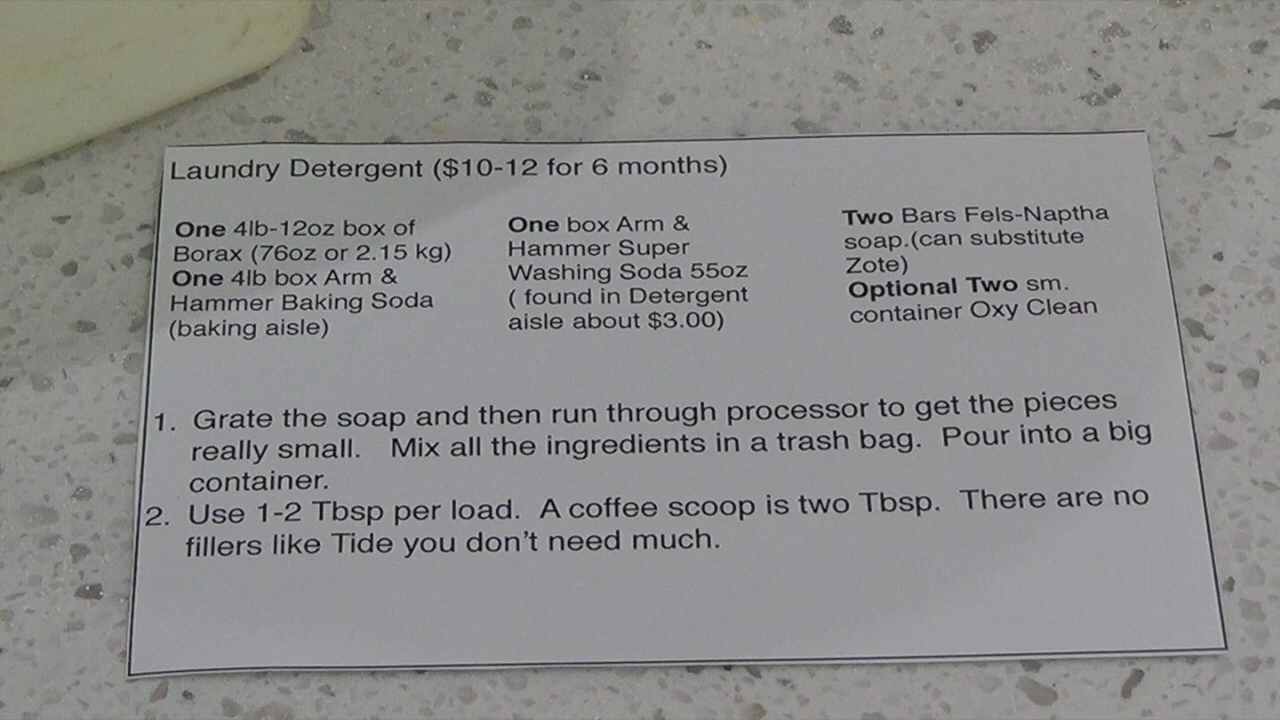 Laundry Detergent ($10-12 for 6 months)
One 4lb-12oz box of
Borax (76oz or 2.15 kg)
One 4lb box Arm &
Hammer Baking Soda
(baking aisle)
One box Arm &
Hammer Super
Washing Soda 55oz
( found in Detergent
aisle about $3.00)
Two Bars Fels-Naptha
soap.(can substitute
Zote)
Optional Two sm.
container Oxy Clean
1. Grate the soap and then run through processor to get the pieces
really small. Mix all the ingredients in a trash bag. Pour into a big
container.
2. Use 1-2 Tbsp per load. A coffee scoop is two Tbsp. There are no
fillers like Tide you don't need much.